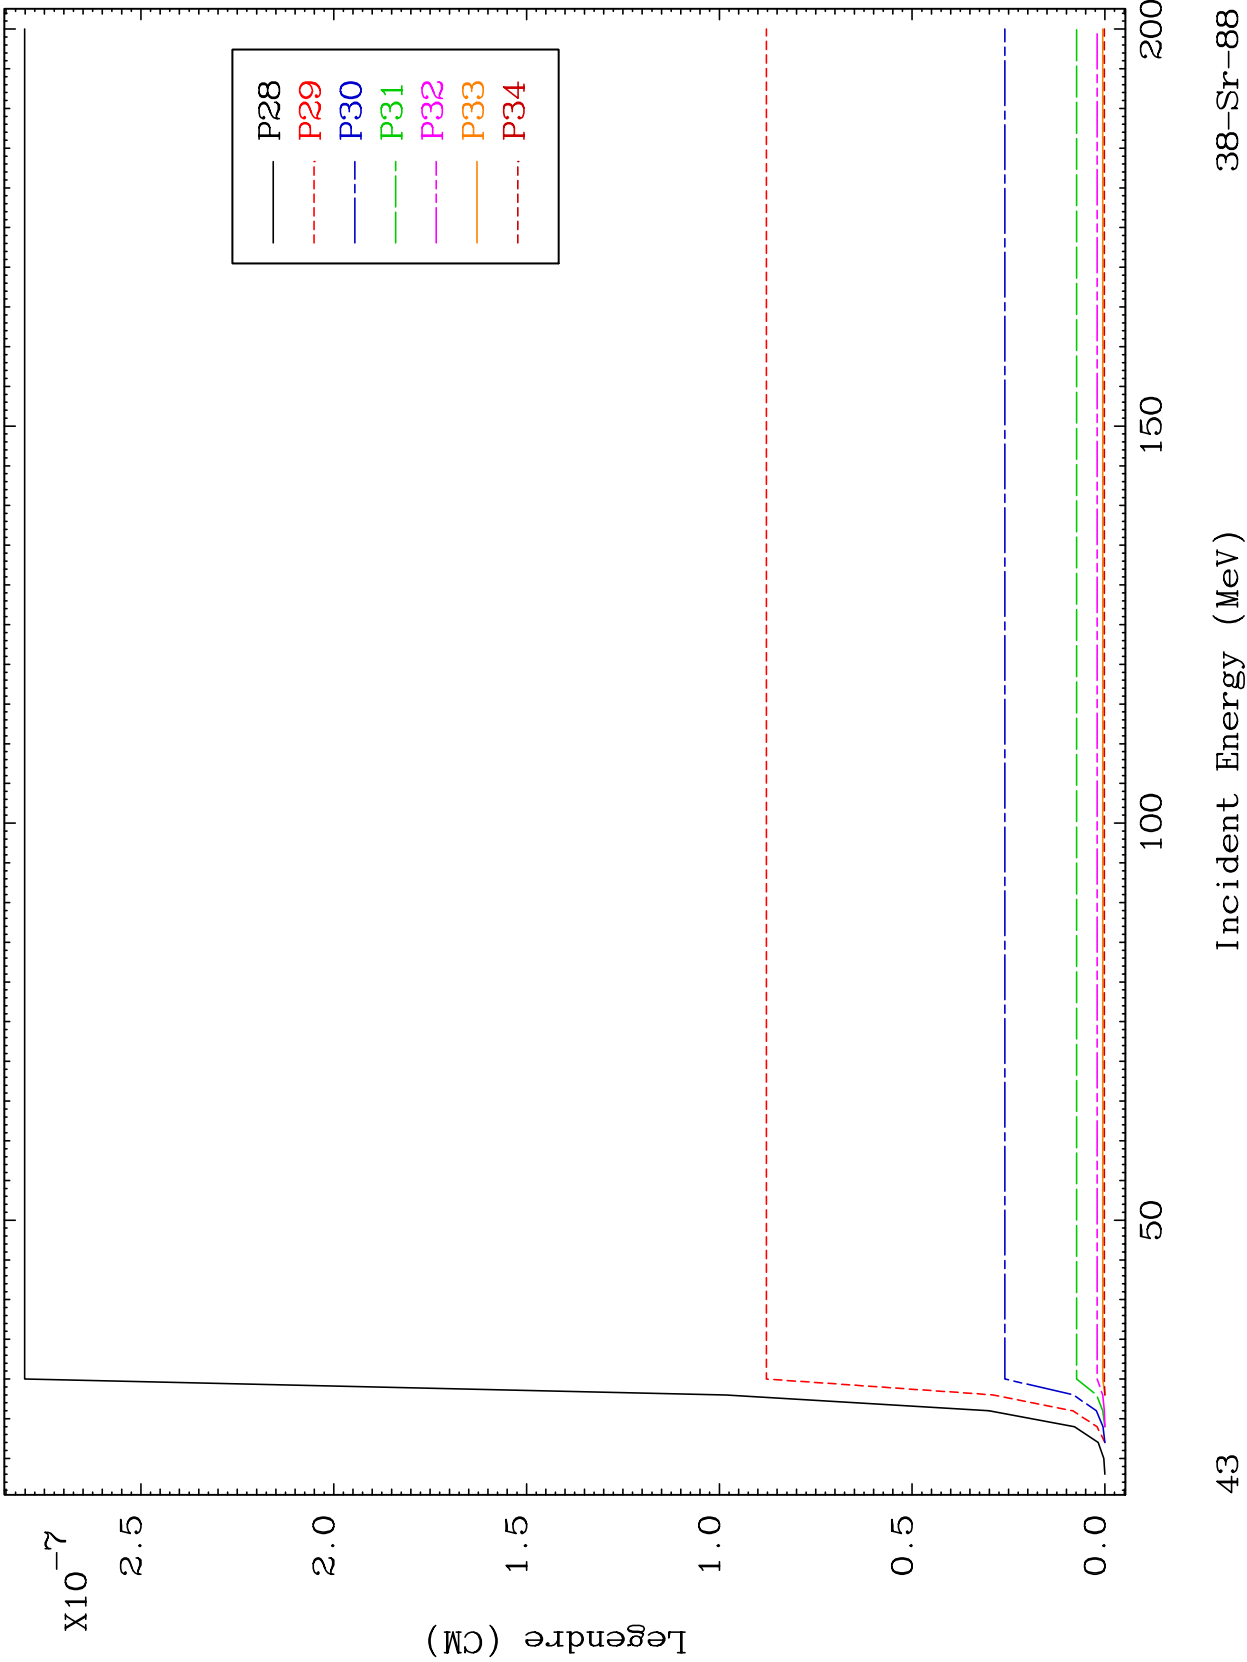 X10-7
2.5
2.0
1.5
1.0
0.5
0.0
Legendre (CM)
P28
P29
P30
P31
P32
P33
P34
50
100
150
200
43
Incident Energy (MeV)
38-Sr-88